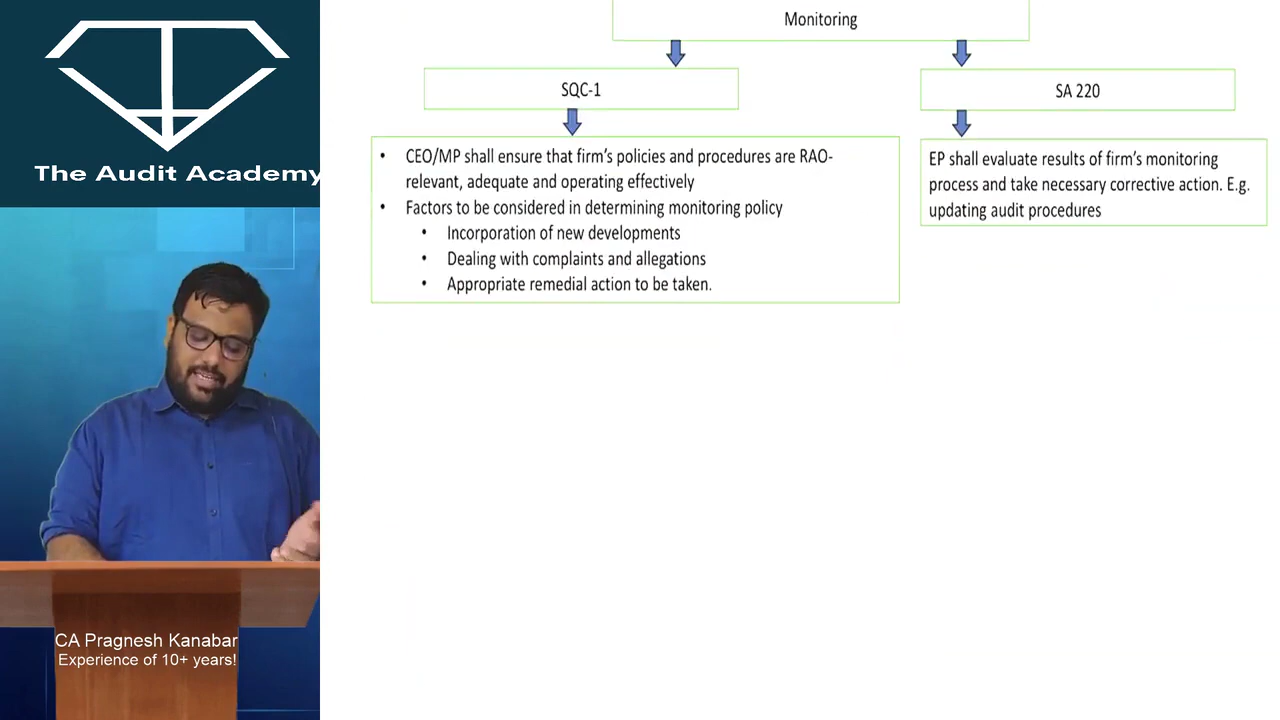 The Audit Academy
CA Pragnesh Kanabar
Experience of 10+ years!
Monitoring
SQC-1
• CEO/MP shall ensure that firm's policies and procedures are RAO-
relevant, adequate and operating effectively
• Factors to be considered in determining monitoring policy
• Incorporation of new developments
• Dealing with complaints and allegations
• Appropriate remedial action to be taken.
SA 220
EP shall evaluate results of firm's monitoring
process and take necessary corrective action. E.g.
updating audit procedures